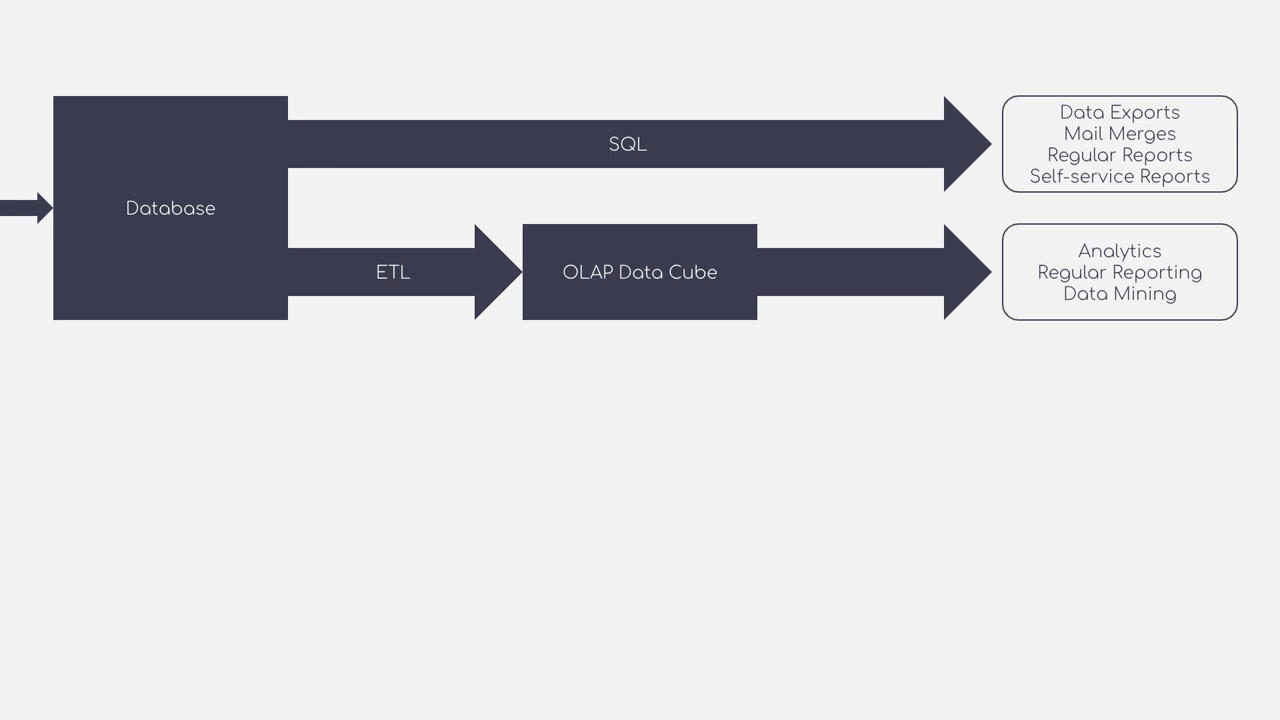 SQL
Data Exports
Mail Merges
Regular Reports
Self-service Reports
Database
ETL
OLAP Data Cube
Analytics
Regular Reporting
Data Mining